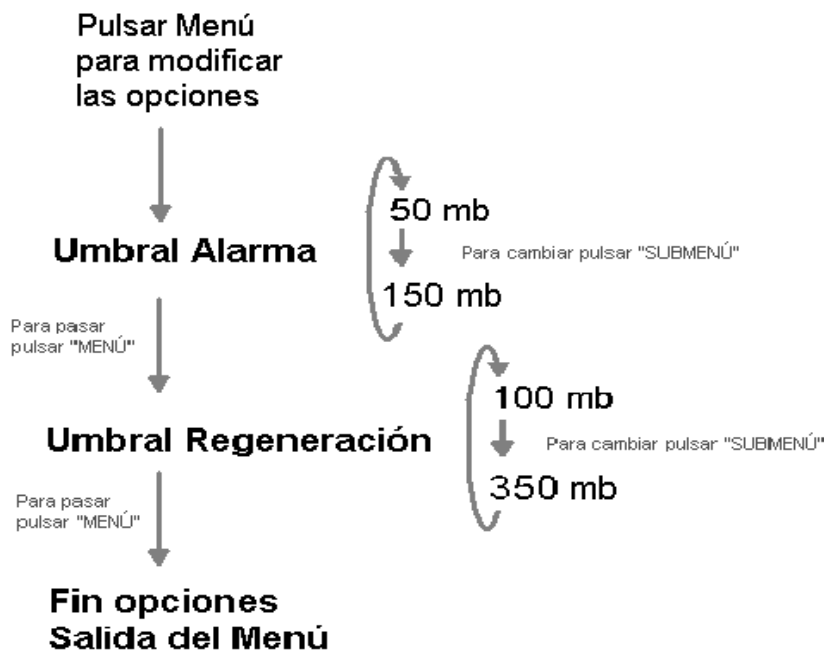 Pulsar Menú
para modificar
las opciones
50 mb
Umbral Alarma
Para cambiar pulsar "SUBMENÚ"
150 mb
Para pasar
pulsar "MENÚ"
100 mb
Umbral Regeneración
Para cambiar pulsar "SUBMENÚ"
350 mb
Para pasar
pulsar "MENÚ"
Fin opciones
Salida del Menú